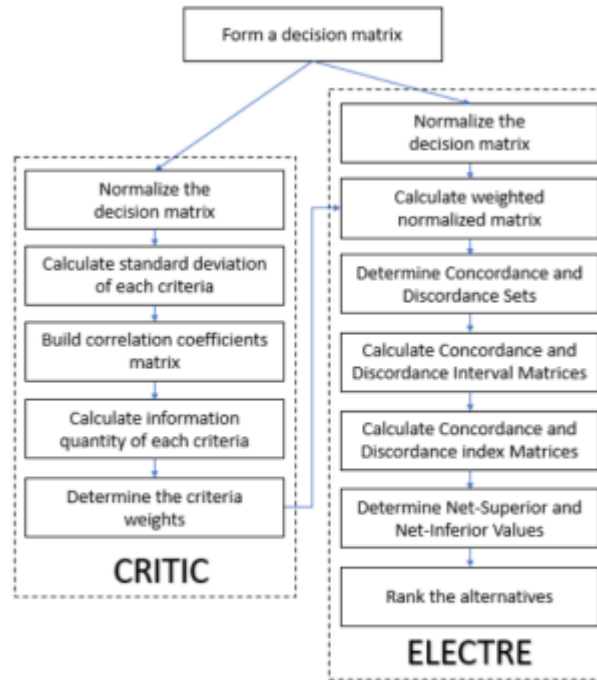 Form a decision matrix
Normalize the
decision matrix
Calculate standard deviation
of each criteria
Build correlation coefficients
matrix
Calculate information
quantity of each criteria
Determine the criteria
weights
CRITIC
Normalize the
decision matrix
Calculate weighted
normalized matrix
Determine Concordance and
Discordance Sets
Calculate Concordance and
Discordance Interval Matrices
Calculate Concordance and
Discordance index Matrices
Determine Net-Superior and
Net-Inferior Values
Rank the alternatives
ELECTRE